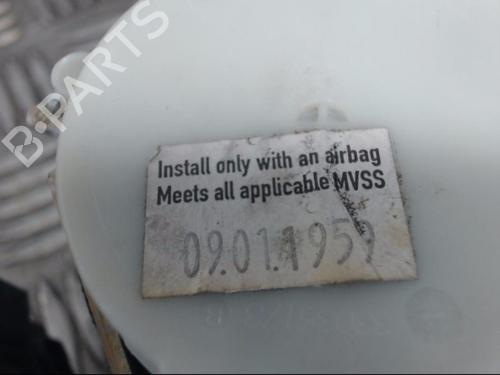 B-PARTS
Install only with an airbag
Meets all applicable MVSS
09.01.1959